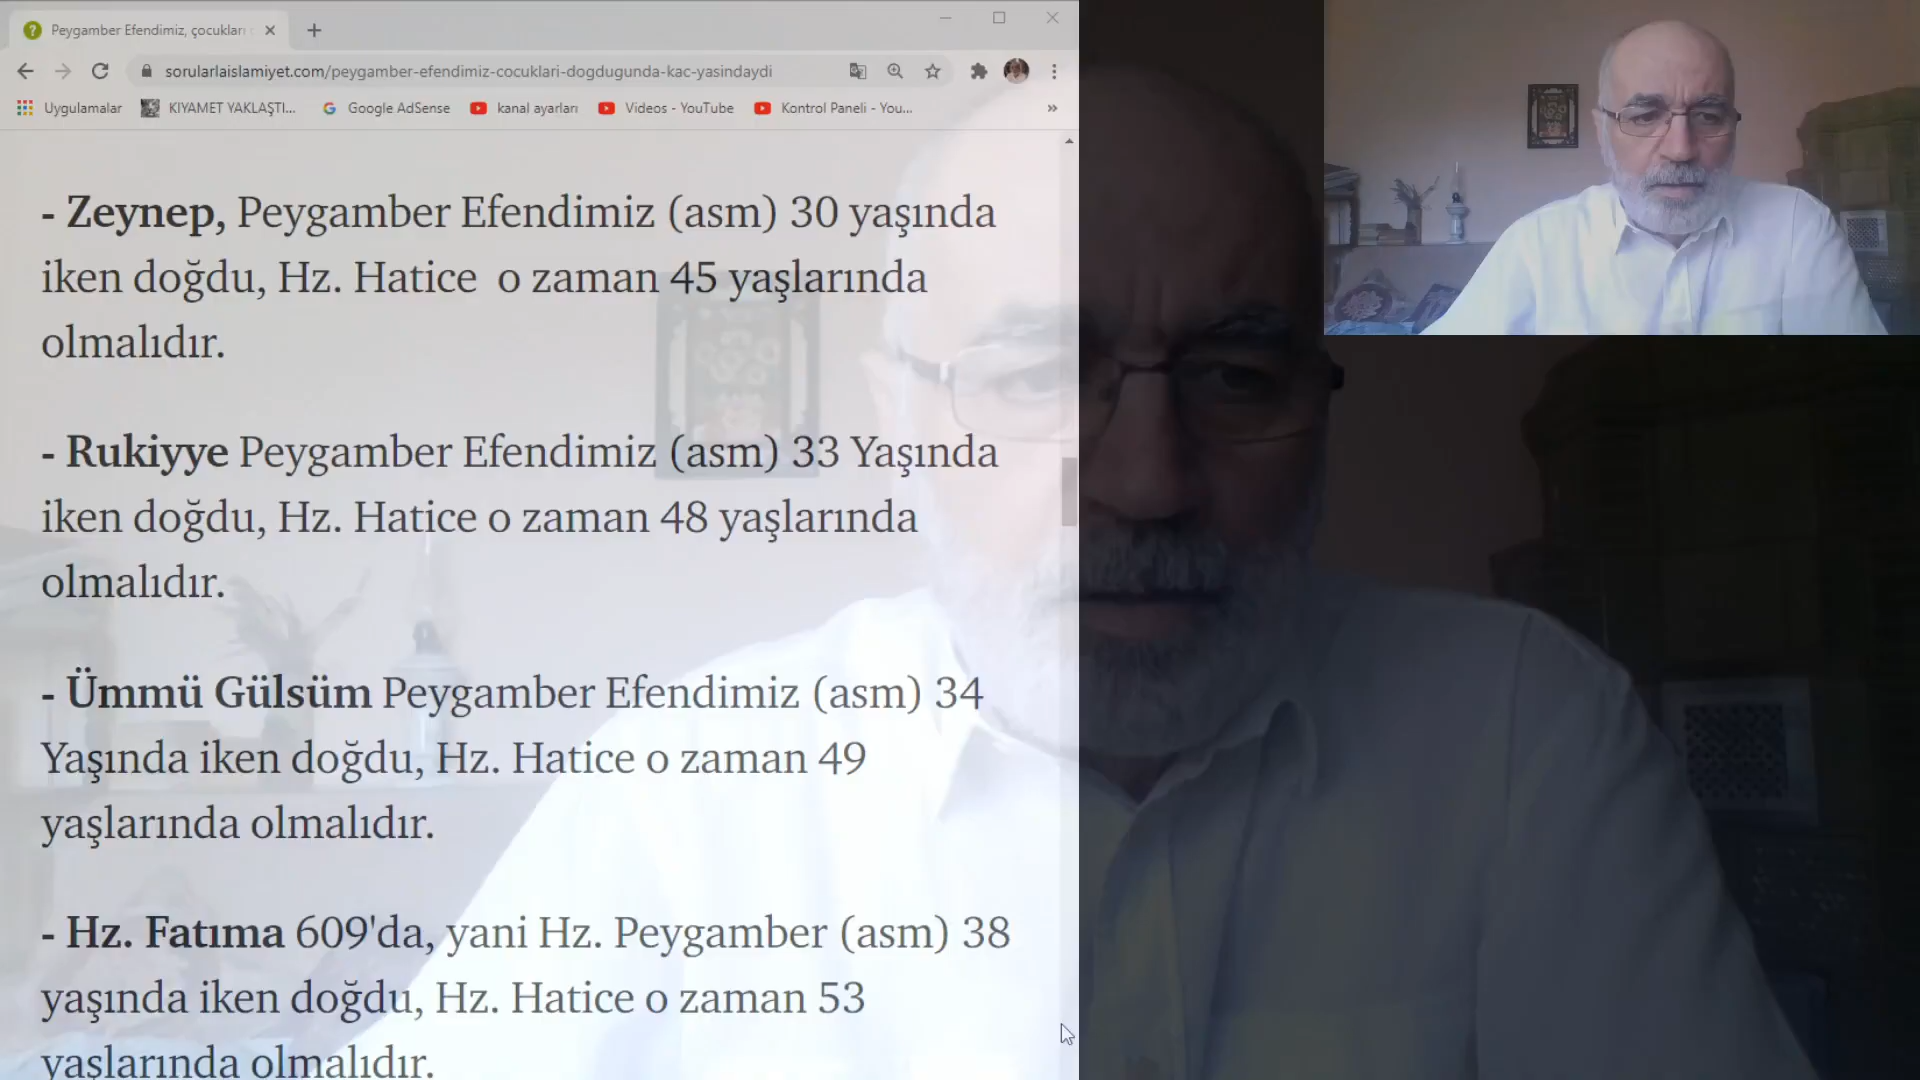 Peygamber Efendimiz, çocukları
sorularlaislamiyet.com/peygamber-efendimiz-cocuklari-dogdugunda-kac-yasindaydi
Uygulamalar KIYAMET YAKLAŞTI... Google AdSense kanal ayarları Videos - YouTube Kontrol Paneli - You...
- Zeynep, Peygamber Efendimiz (asm) 30 yaşında
iken doğdu, Hz. Hatice o zaman 45 yaşlarında
olmalıdır.
- Rukiyye Peygamber Efendimiz (asm) 33 Yaşında
iken doğdu, Hz. Hatice o zaman 48 yaşlarında
olmalıdır.
- Ümmü Gülsüm Peygamber Efendimiz (asm) 34
Yaşında iken doğdu, Hz. Hatice o zaman 49
yaşlarında olmalıdır.
- Hz. Fatıma 609'da, yani Hz. Peygamber (asm) 38
yaşında iken doğdu, Hz. Hatice o zaman 53
yaşlarında olmalıdır.